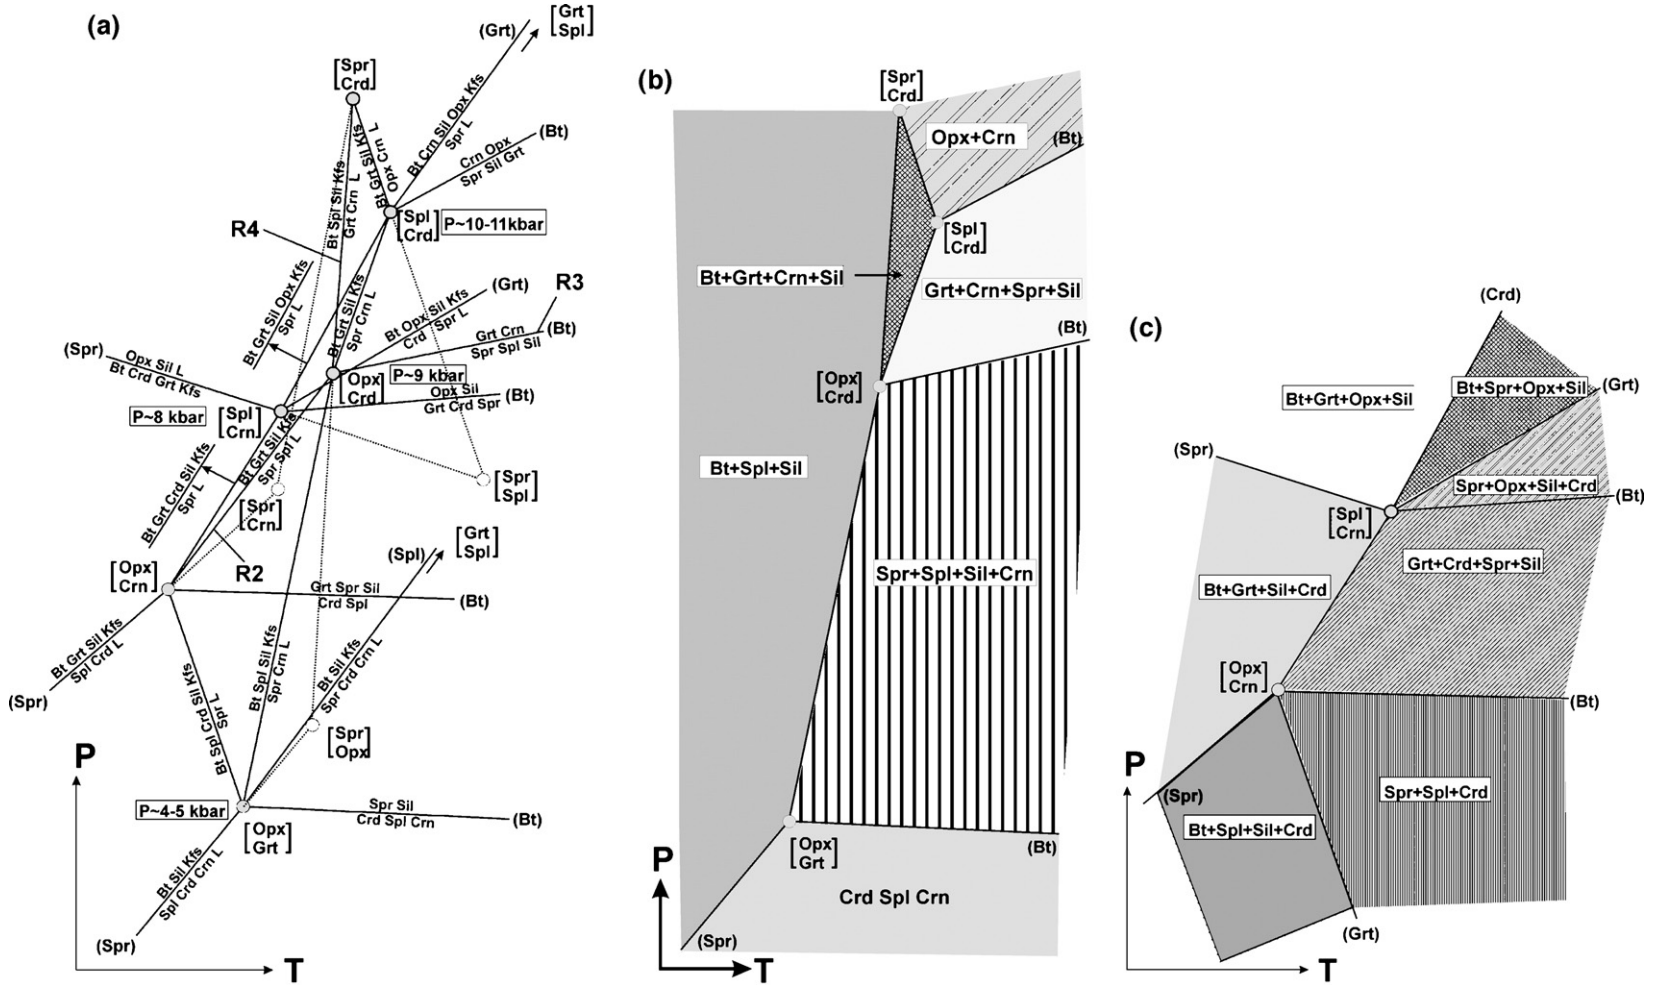 (a)
(Grt)
[Grt
Spl]
[Spr
Crd]
Bt Crn Sil Opx Kfs
Spr L
Bt Grt Sil Kfs
Opx Crn L
Bt Spl Sil Kfs
Grt Crn L
(Bt)
Crn Opx
Spr Sil Grt
[Spl
Crd]
P~10-11kbar
R4
Bt Grt Sil Opx Kfs
Spr L
Bt Grt Sil Kfs
Spr Crn L
(Grt)
R3
Bt Opx Sil Kfs
Crd Spr L
Grt Crn
Spr Spl Sil
(Bt)
(Spr)
Opx Sil L
Bt Crd Grt Kfs
[Opx
Crd]
P~9 kbar
P~8 kbar
[Spl
Crn]
Opx Sil
Grt Crd Spr
(Bt)
Bt Grt Sil Kfs
Spr Spl L
Bt Grt Crd Sil Kfs
Spr L
[Spr
Spl]
[Spr
Crn]
[Opx
Crn]
R2
(Spl)
[Grt
Spl]
Grt Spr Sil
Crd Spl
(Bt)
Bt Grt Sil Kfs
Spl Crd L
(Spr)
Bt Spl Crd Sil Kfs
Spr L
Bt Spl Sil Kfs
Spr Crn L
Bt Sil Kfs
Spr Crd Crn L
[Spr
Opx]
P~4-5 kbar
Spr Sil
Crd Spl Crn
(Bt)
[Opx
Grt]
Bt Sil Kfs
Spl Crd Crn L
(Spr)
P
T
(b)
[Spr
Crd]
Opx+Crn
(Bt)
[Spl
Crd]
Bt+Grt+Crn+Sil
Grt+Crn+Spr+Sil
(Bt)
[Opx
Crd]
Bt+Spl+Sil
Spr+Spl+Sil+Crn
[Opx
Grt]
(Bt)
Crd Spl Crn
(Spr)
P
T
(c)
(Crd)
Bt+Grt+Opx+Sil
Bt+Spr+Opx+Sil
(Grt)
(Spr)
Spr+Opx+Sil+Crd
(Bt)
[Spl
Crn]
Grt+Crd+Spr+Sil
Bt+Grt+Sil+Crd
[Opx
Crn]
(Bt)
(Spr)
Spr+Spl+Crd
Bt+Spl+Sil+Crd
(Grt)
P
T